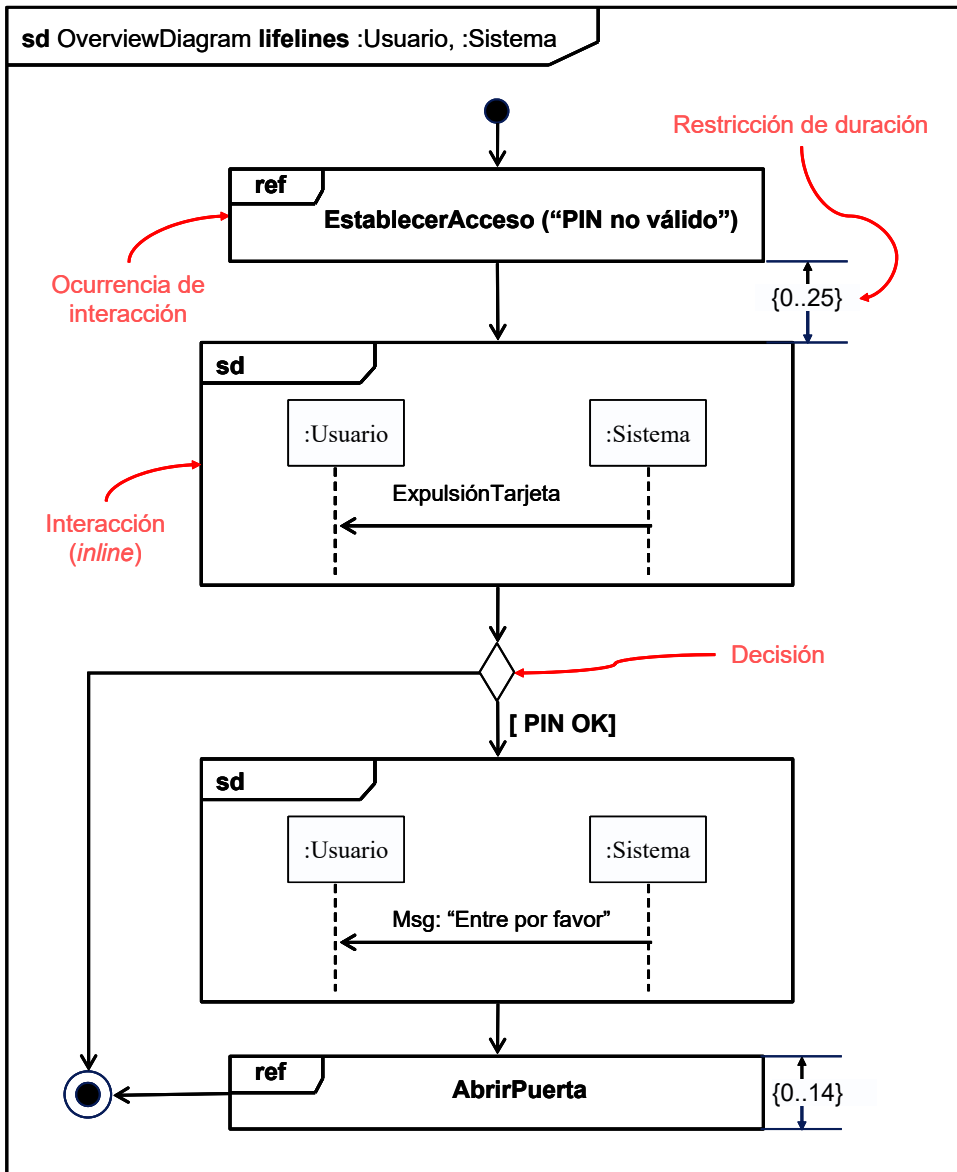 sd OverviewDiagram lifelines :Usuario, :Sistema
Restricción de duración
ref
EstablecerAcceso (“PIN no válido”)
Ocurrencia de
interacción
{0..25}
sd
:Usuario
:Sistema
ExpulsiónTarjeta
Interacción
(inline)
Decisión
[ PIN OK]
sd
:Usuario
:Sistema
Msg: “Entre por favor”
ref
AbrirPuerta
{0..14}